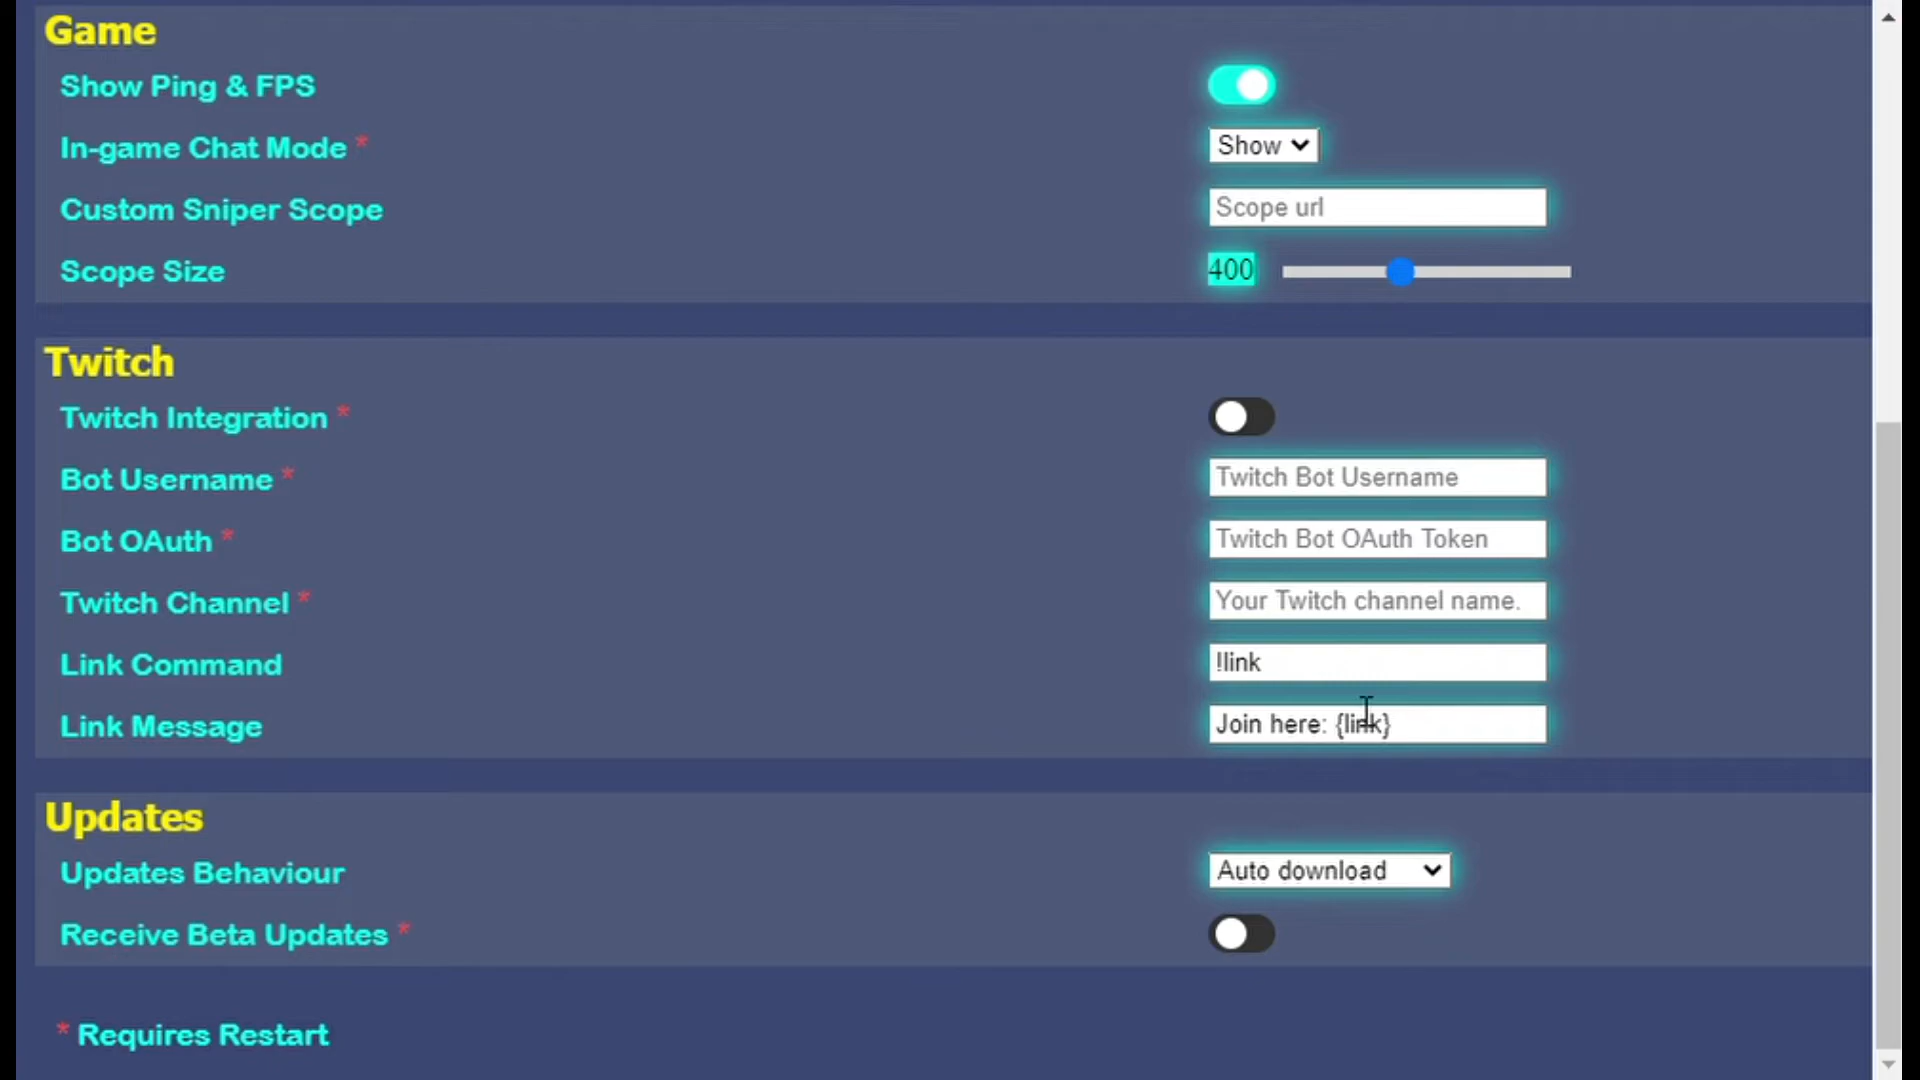 Game
Show Ping & FPS
In-game Chat Mode * Show
Custom Sniper Scope Scope url
Scope Size 400
Twitch
Twitch Integration *
Bot Username * Twitch Bot Username
Bot OAuth * Twitch Bot OAuth Token
Twitch Channel * Your Twitch channel name.
Link Command !link
Link Message Join here: {link}
Updates
Updates Behaviour Auto download
Receive Beta Updates *
* Requires Restart